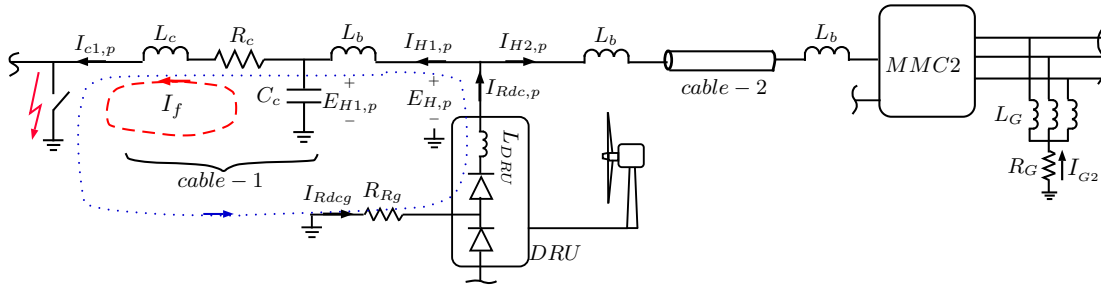 I_{c1,p} L_c R_c L_b I_{H1,p} I_{H2,p} L_b L_b
MMC2
I_f C_c E_{H1,p} E_{H,p} I_{Rdc,p} cable-2
+ +
- -
L_{DRU} L_G
cable-1 R_G I_{G2}
I_{Rdcg} R_{Rg}
DRU